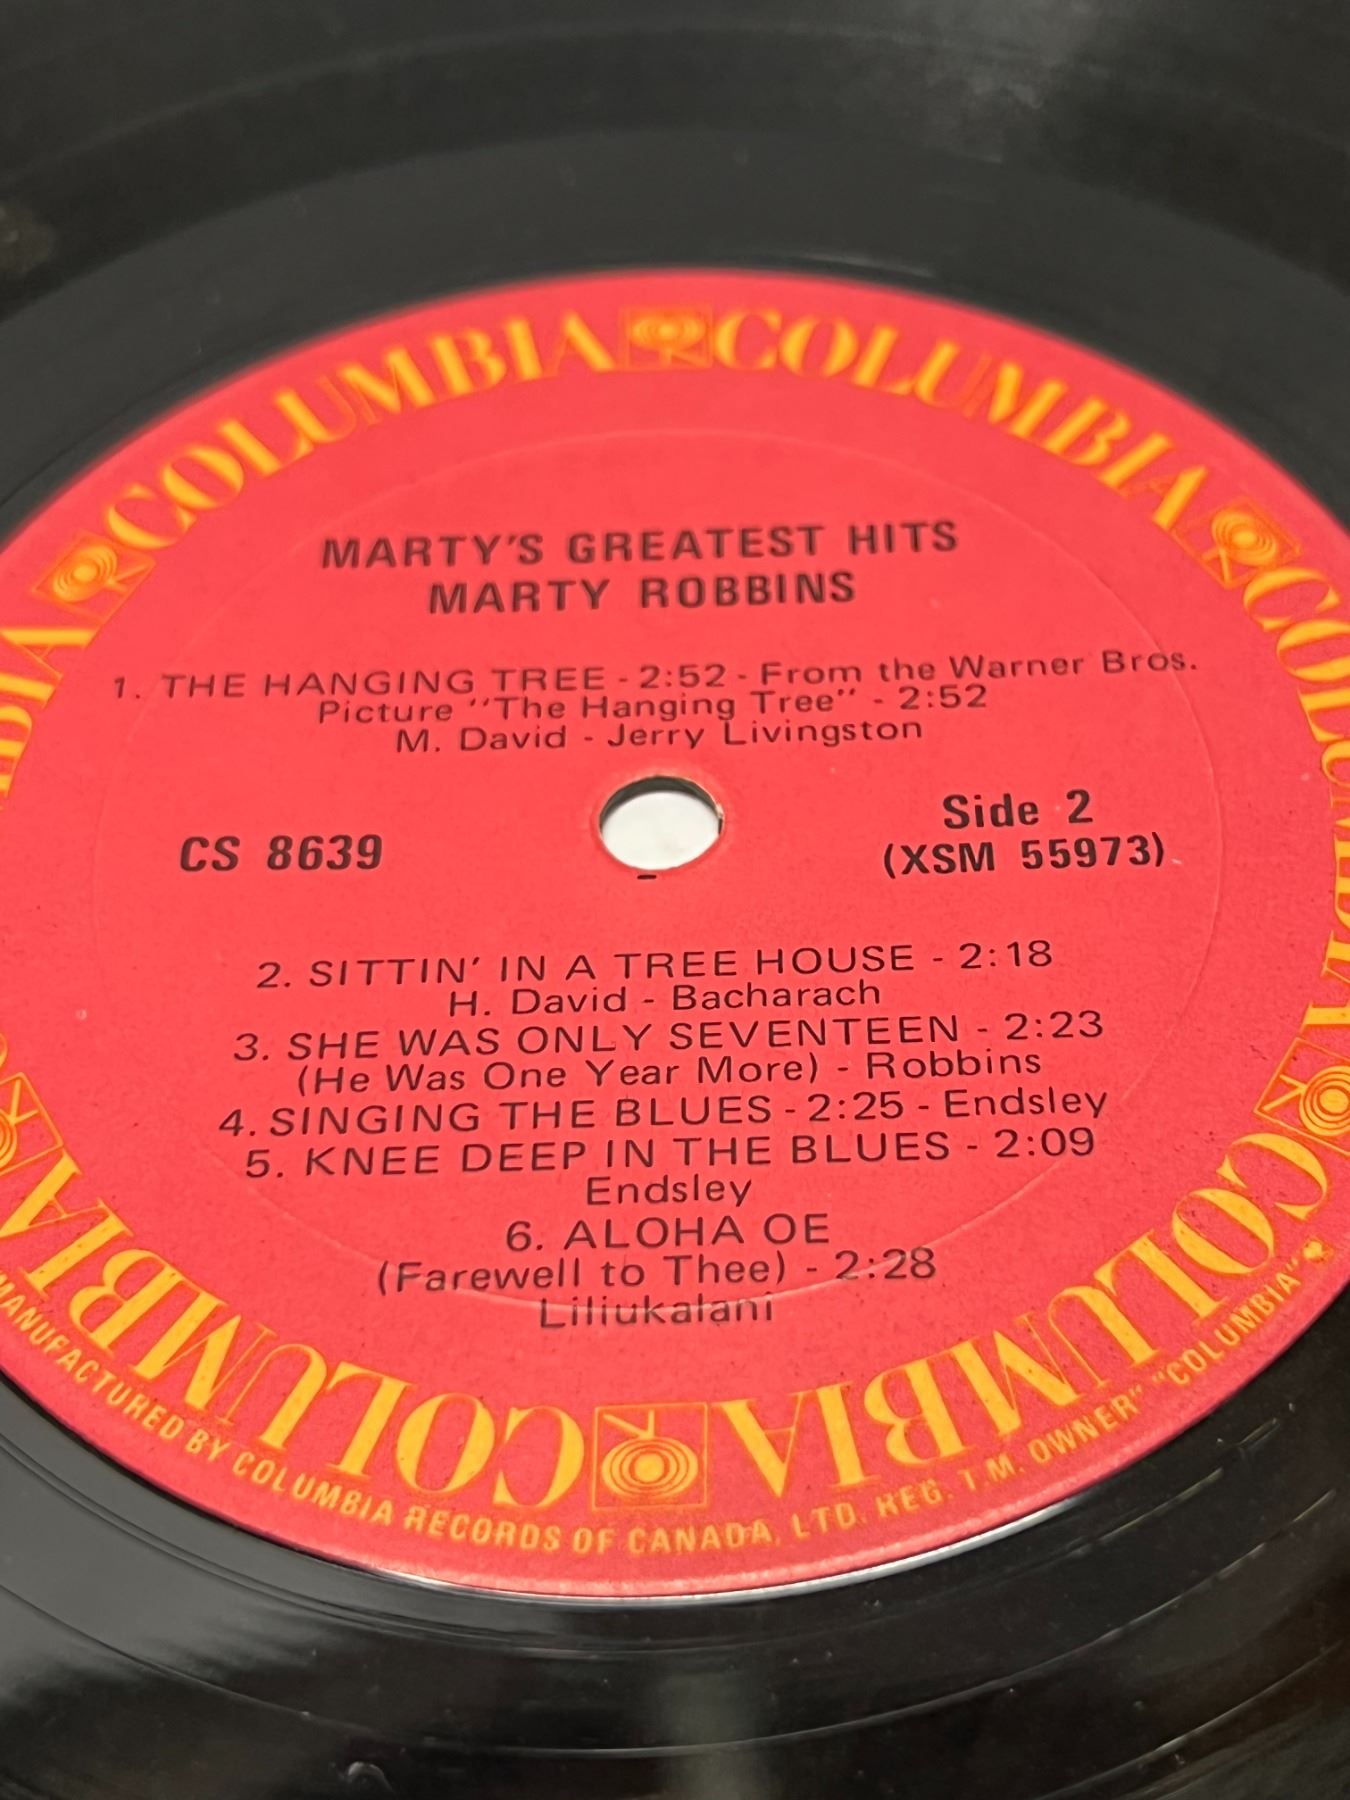 COLUMBIA COLUMBIA
MARTY'S GREATEST HITS
MARTY ROBBINS
1. THE HANGING TREE - 2:52 - From the Warner Bros.
Picture "The Hanging Tree" - 2:52
M. David - Jerry Livingston
CS 8639
Side 2
(XSM 55973)
2. SITTIN' IN A TREE HOUSE - 2:18
H. David - Bacharach
3. SHE WAS ONLY SEVENTEEN - 2:23
(He Was One Year More) - Robbins
4. SINGING THE BLUES - 2:25 - Endsley
5. KNEE DEEP IN THE BLUES - 2:09
Endsley
6. ALOHA OE
(Farewell to Thee) - 2:28
Liliukalani
COLUMBIA COLUMBIA
MANUFACTURED BY COLUMBIA RECORDS OF CANADA, LTD. REG. T.M. OWNER "COLUMBIA"